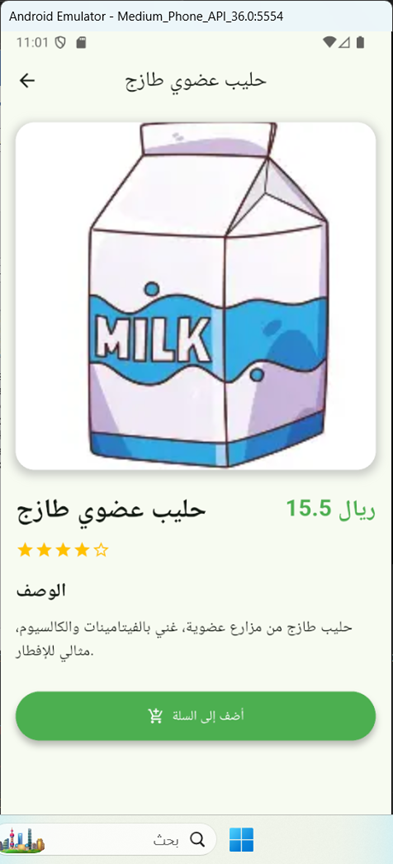 Android Emulator - Medium_Phone_API_36.0:5554
11:01
حليب عضوي طازج
MILK
حليب عضوي طازج
15.5 ريال
الوصف
حليب طازج من مزارع عضوية، غني بالفيتامينات والكالسيوم،
مثالي للإفطار.
أضف إلى السلة
بحث